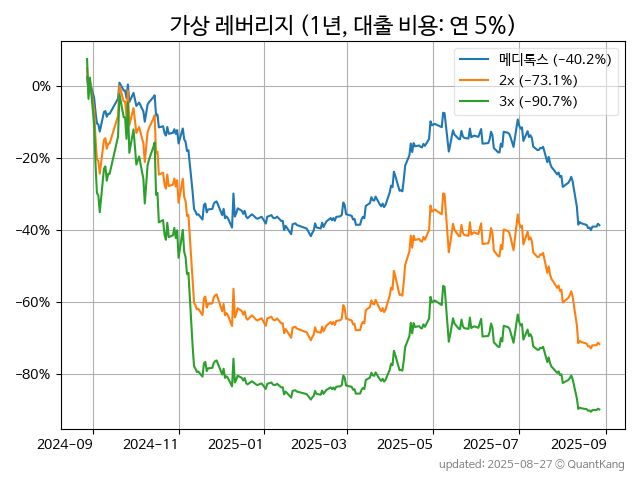 가상 레버리지 (1년, 대출 비용: 연 5%)
메디톡스 (−40.2%)
2x (−73.1%)
3x (−90.7%)
0%
−20%
−40%
−60%
−80%
2024-09 2024-11 2025-01 2025-03 2025-05 2025-07 2025-09
updated: 2025-08-27 © QuantKang